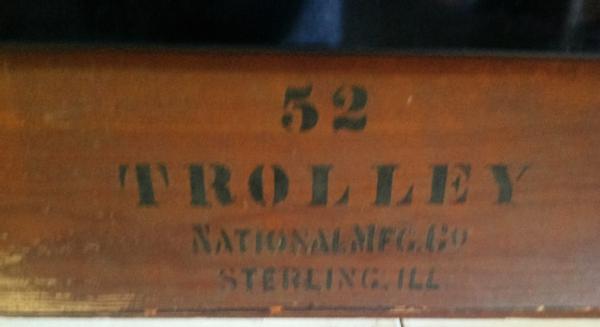 52
TROLLEY
NATIONAL MFG. CO
STERLING, ILL